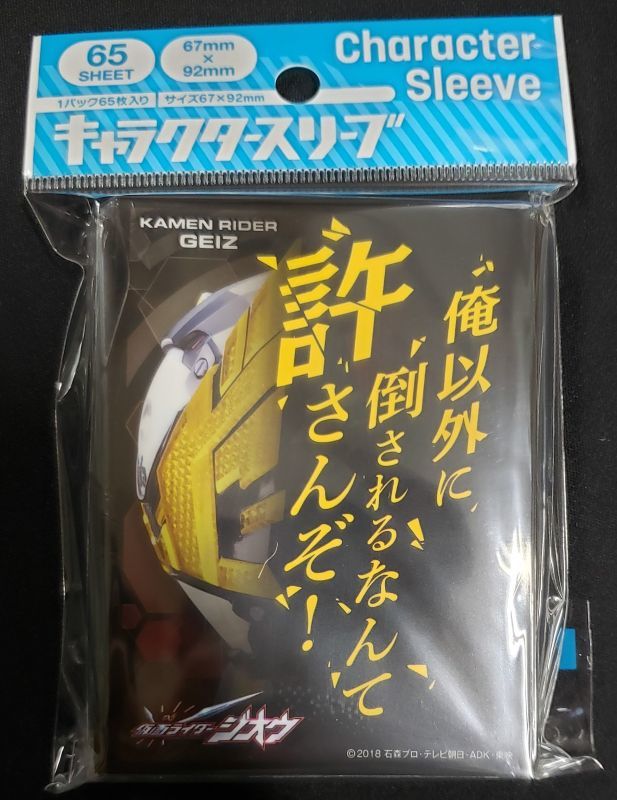 65
SHEET
67mm
×
92mm
Character
Sleeve
1パック65枚入り
サイズ67×92mm
キャラクタースリーブ
KAMEN RIDER
GEIZ
俺以外に、
倒されるなんて
許さんぞ!
仮面ライダージオウ
©2018 石森プロ・テレビ朝日・ADK・東映